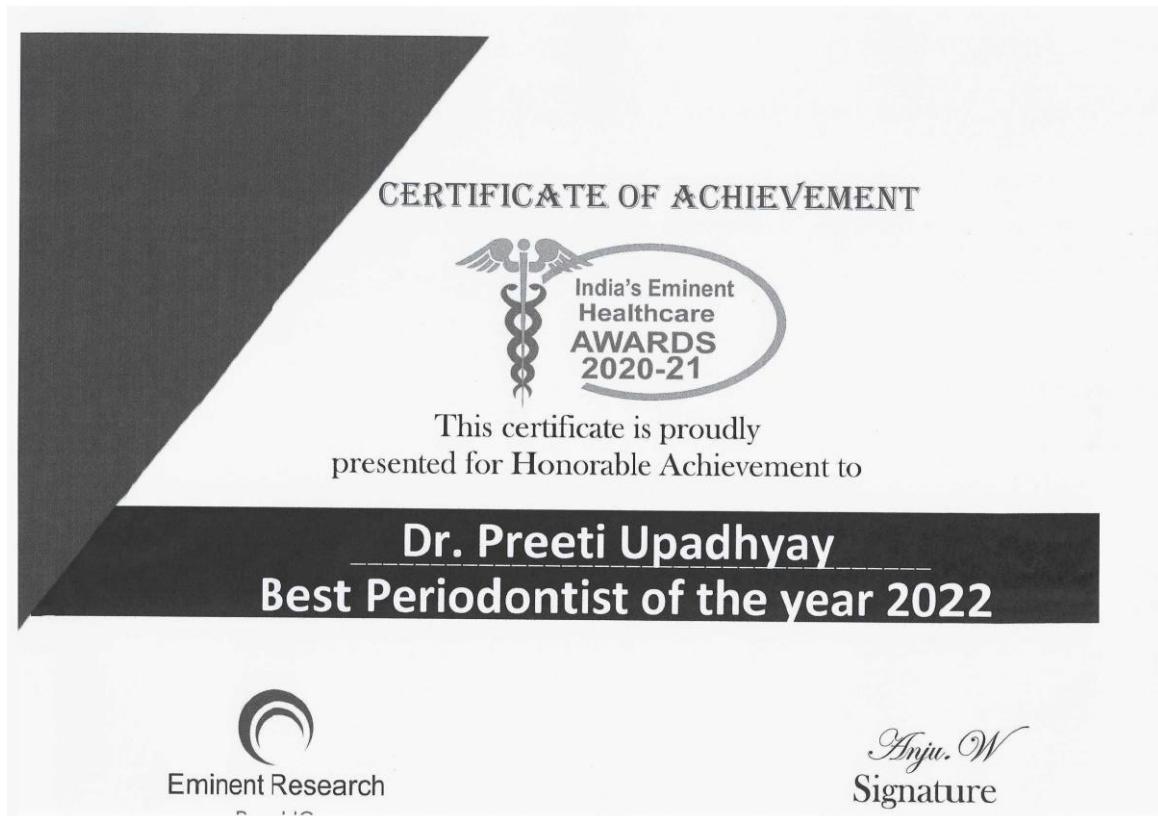 CERTIFICATE OF ACHIEVEMENT
India's Eminent
Healthcare
AWARDS
2020-21
This certificate is proudly
presented for Honorable Achievement to
Dr. Preeti Upadhyay
Best Periodontist of the year 2022
Eminent Research
Anju. W
Signature